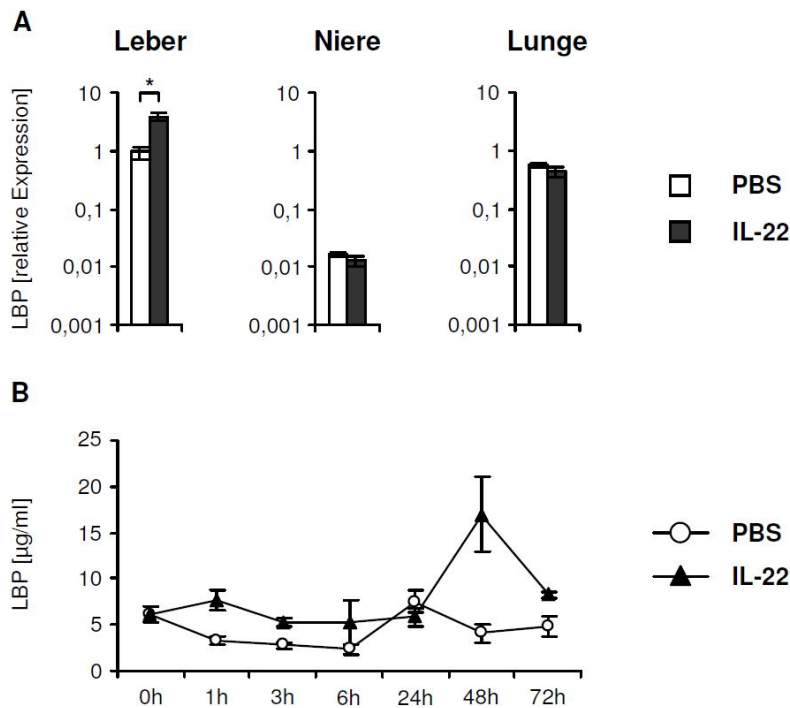 A
Leber
Niere
Lunge
LBP [relative Expression]
*
10
1
0,1
0,01
0,001
10
1
0,1
0,01
0,001
10
1
0,1
0,01
0,001
PBS
IL-22
B
LBP [µg/ml]
25
20
15
10
5
0
0h 1h 3h 6h 24h 48h 72h
PBS
IL-22